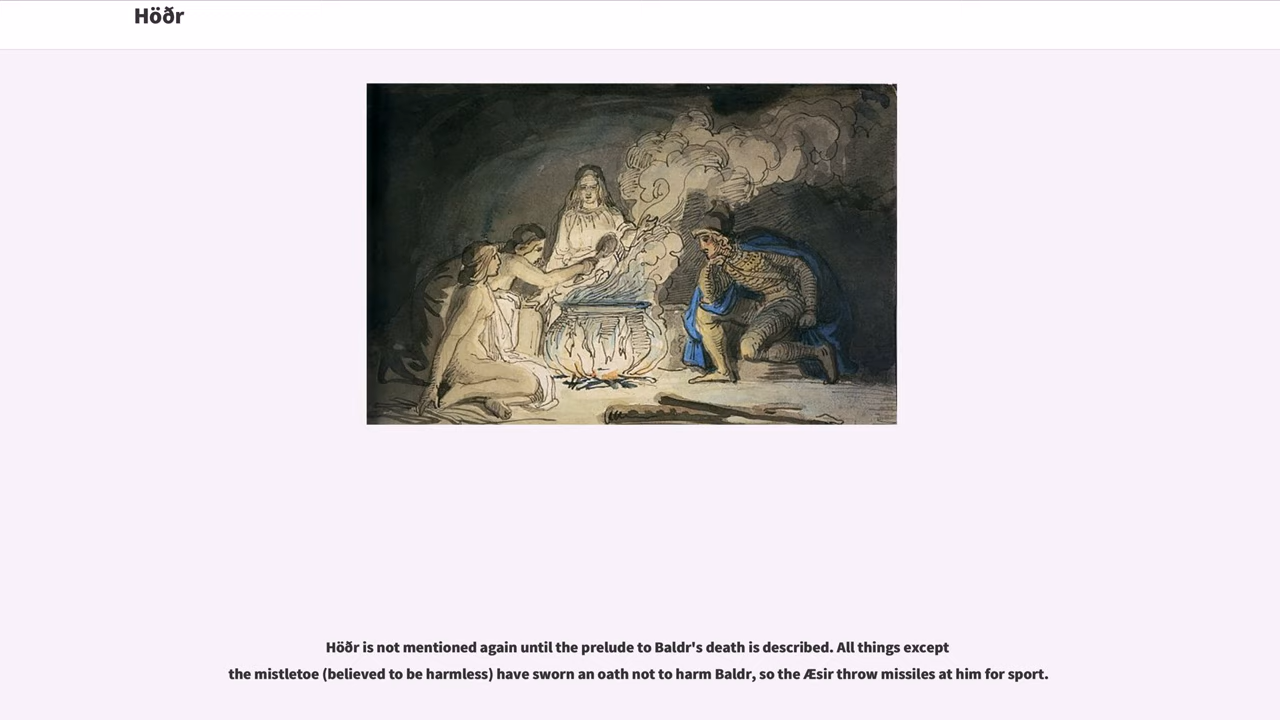 Höðr
Höðr is not mentioned again until the prelude to Baldr's death is described. All things except
the mistletoe (believed to be harmless) have sworn an oath not to harm Baldr, so the Æsir throw missiles at him for sport.